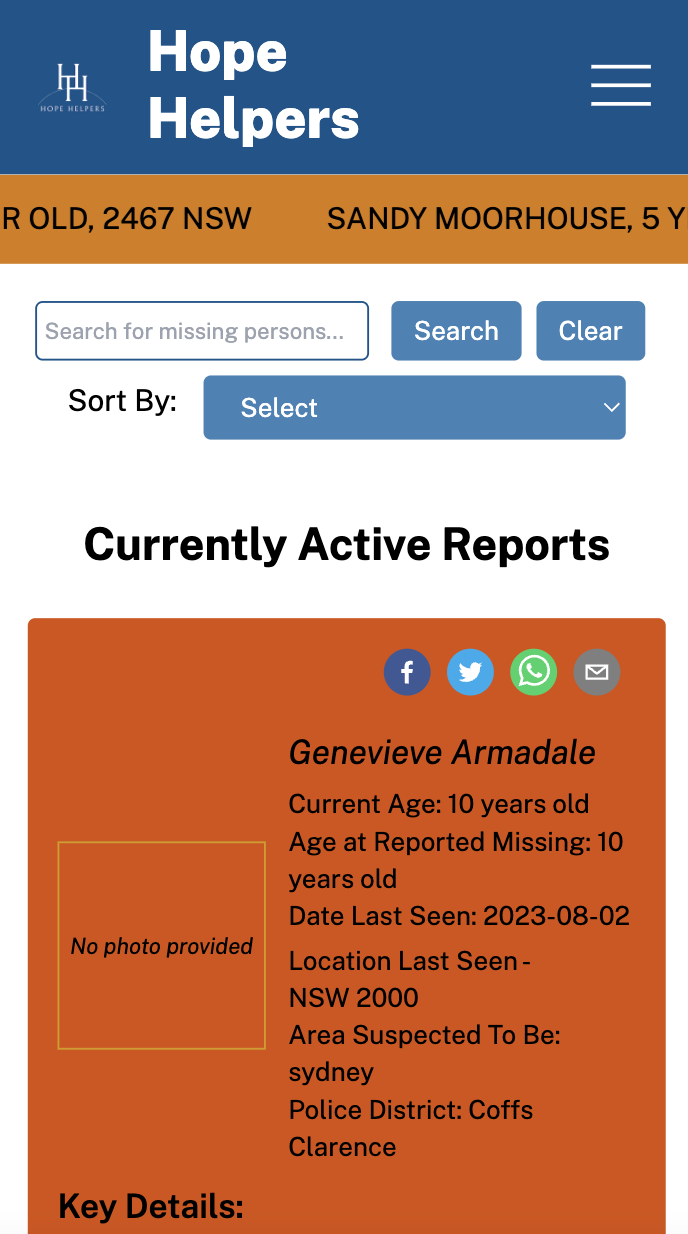 Hope
Helpers
HH
HOPE HELPERS
R OLD, 2467 NSW SANDY MOORHOUSE, 5 Y
Search for missing persons...
Search
Clear
Sort By:
Select
Currently Active Reports
Genevieve Armadale
Current Age: 10 years old
Age at Reported Missing: 10
years old
Date Last Seen: 2023-08-02
No photo provided
Location Last Seen -
NSW 2000
Area Suspected To Be:
sydney
Police District: Coffs
Clarence
Key Details: